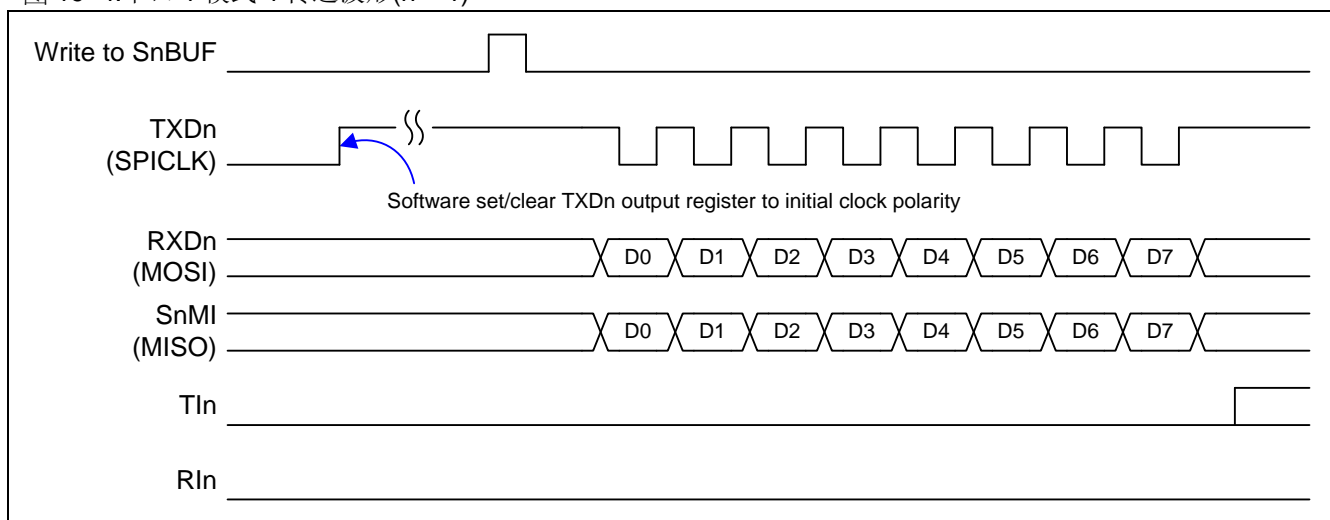 Write to SnBUF
TXDn
(SPICLK)
Software set/clear TXDn output register to initial clock polarity
RXDn
(MOSI)
D0 D1 D2 D3 D4 D5 D6 D7
SnMI
(MISO)
D0 D1 D2 D3 D4 D5 D6 D7
TIn
RIn